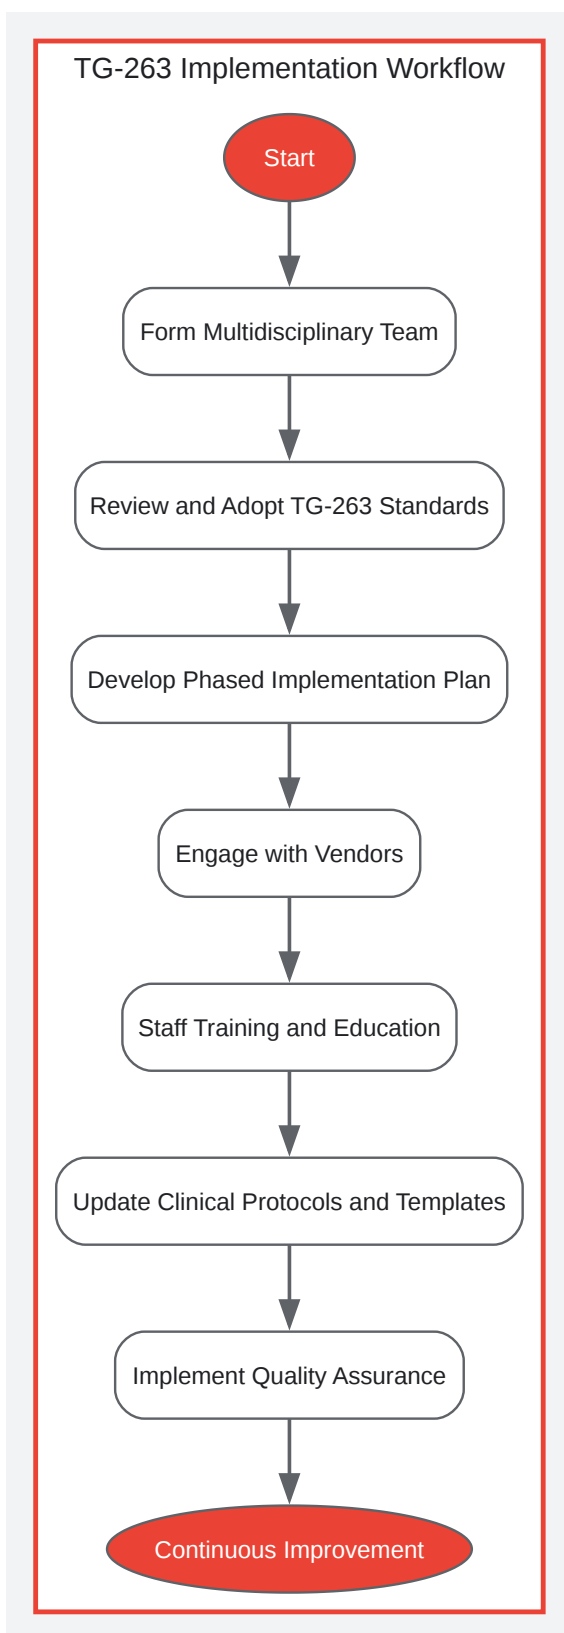 TG-263 Implementation Workflow
Start
Form Multidisciplinary Team
Review and Adopt TG-263 Standards
Develop Phased Implementation Plan
Engage with Vendors
Staff Training and Education
Update Clinical Protocols and Templates
Implement Quality Assurance
Continuous Improvement